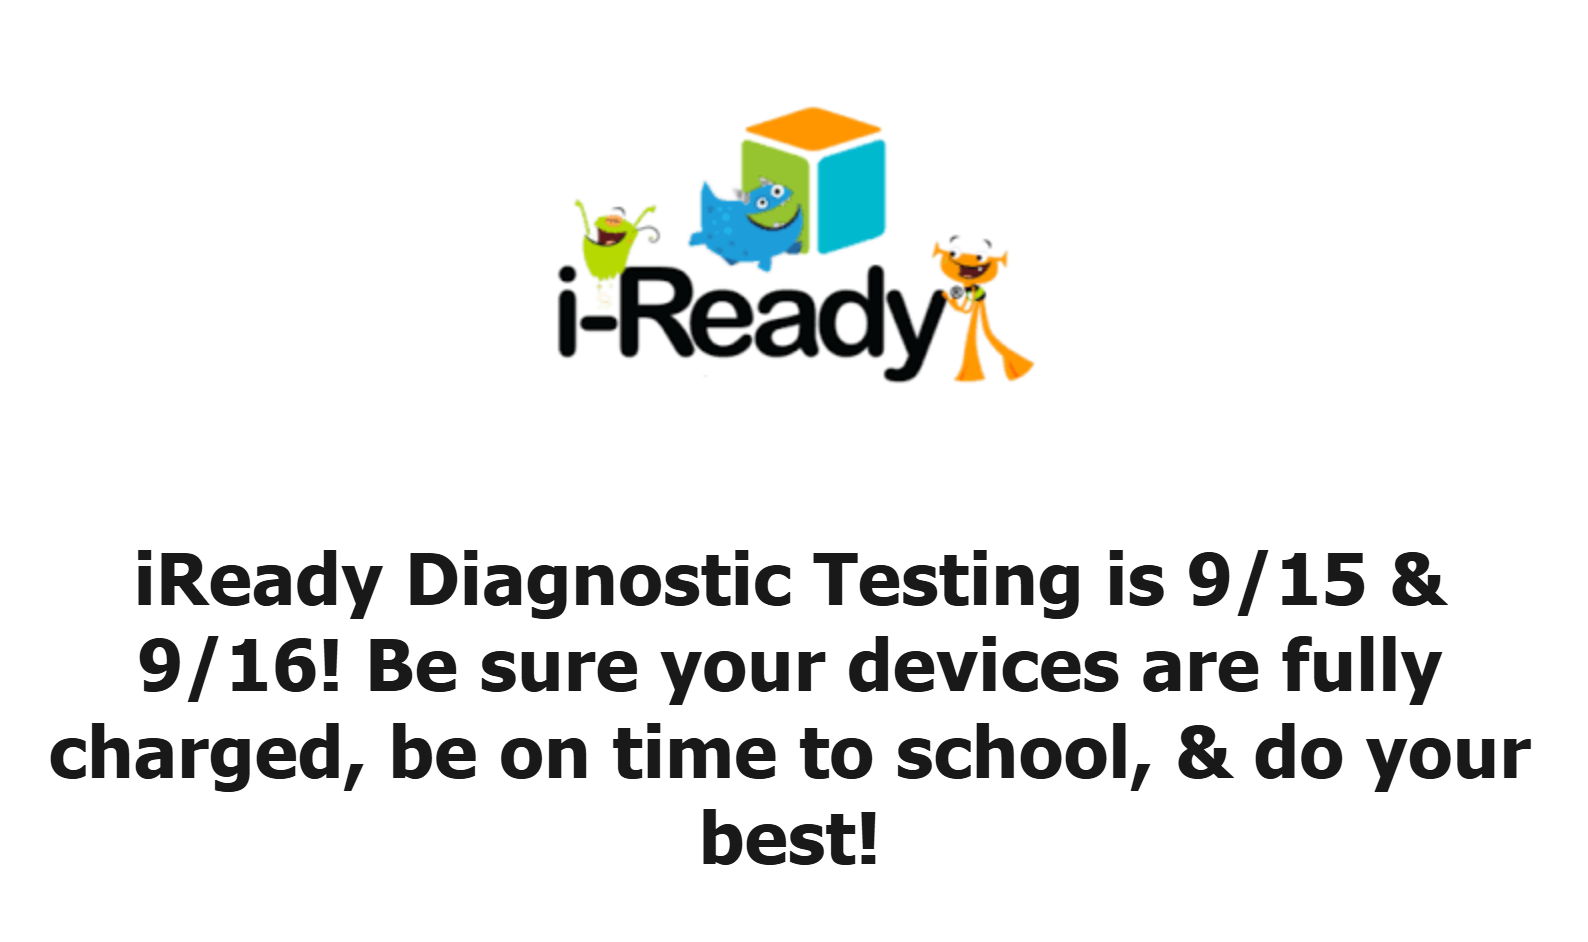 i-Ready
iReady Diagnostic Testing is 9/15 &
9/16! Be sure your devices are fully
charged, be on time to school, & do your
best!